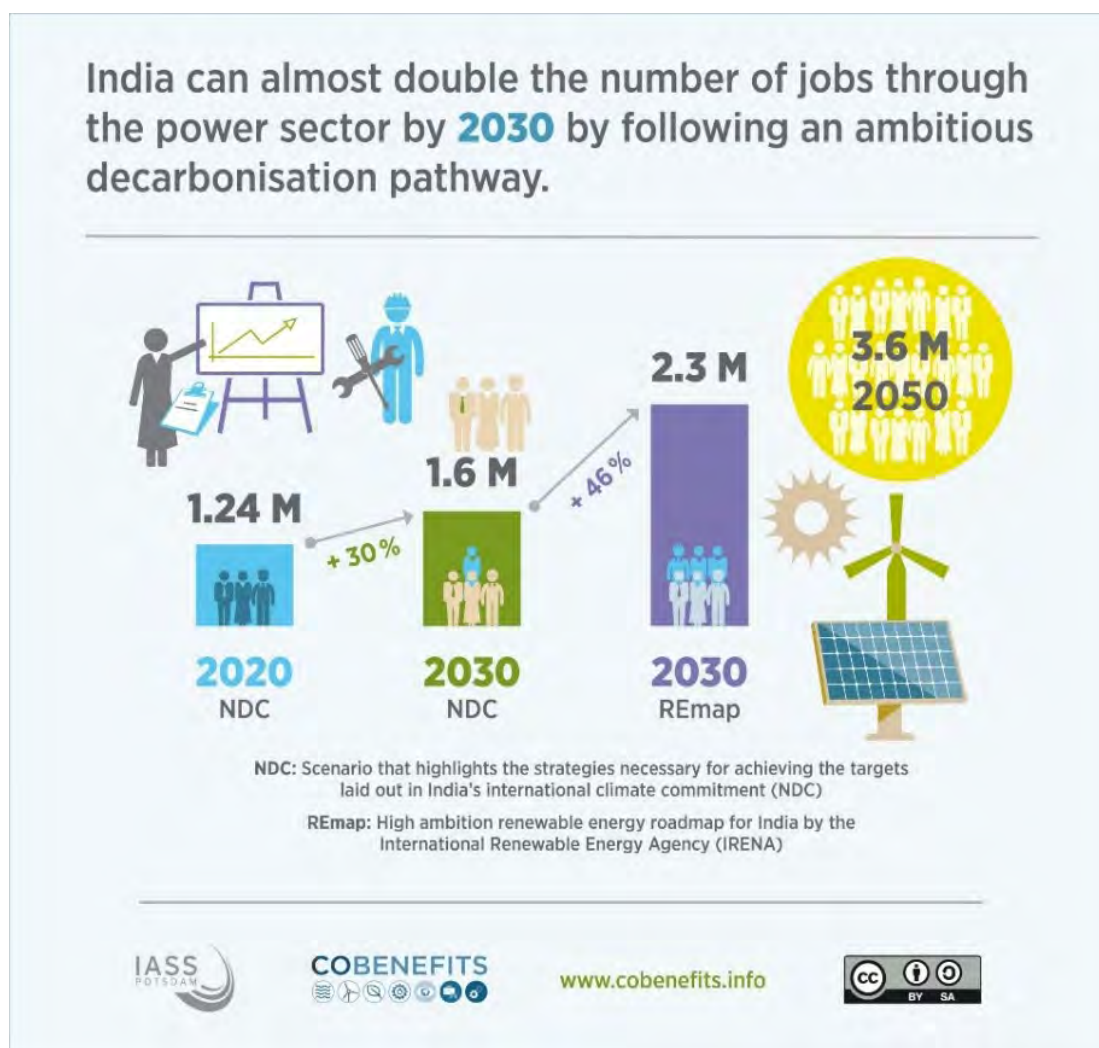 India can almost double the number of jobs through
the power sector by 2030 by following an ambitious
decarbonisation pathway.
3.6 M
2050
2.3 M
+ 46%
1.6 M
1.24 M
+ 30%
2020
NDC
2030
NDC
2030
REmap
NDC: Scenario that highlights the strategies necessary for achieving the targets
laid out in India's international climate commitment (NDC)
REmap: High ambition renewable energy roadmap for India by the
International Renewable Energy Agency (IRENA)
IASS
POTSDAM
COBENEFITS
www.cobenefits.info
cc
BY SA